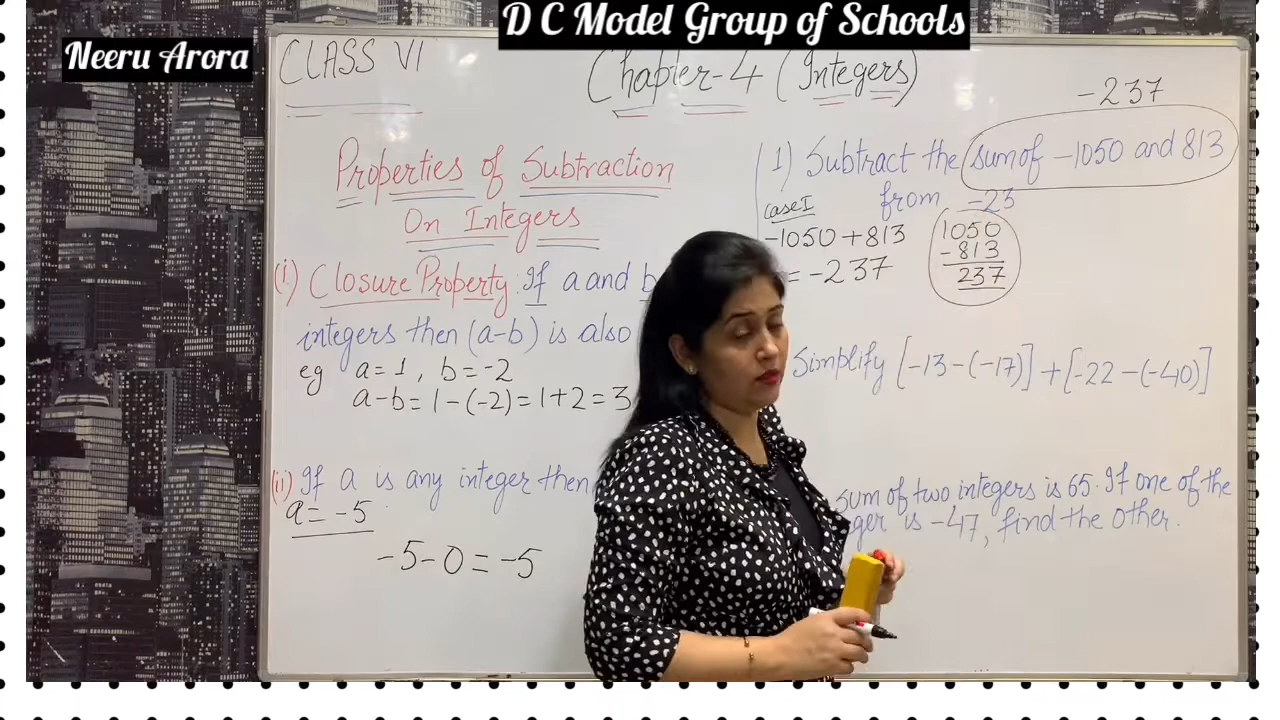 D C Model Group of Schools
Neeru Arora
CLASS VI
Chapter-4 (Integers)
Properties of Subtraction
On Integers
(i) Closure Property: If a and b
integers then (a-b) is also
eg a=1, b=-2
a-b=1-(-2)=1+2=3
(ii) If a is any integer then
a=-5
-5-0=-5
-237
1) Subtract the sum of -1050 and 813
from -23
Case I
-1050+813
= -237
1050
-813
237
Simplify [-13-(-17)]+[-22-(-40)]
sum of two integers is 65. If one of the
ger is -47, find the other.